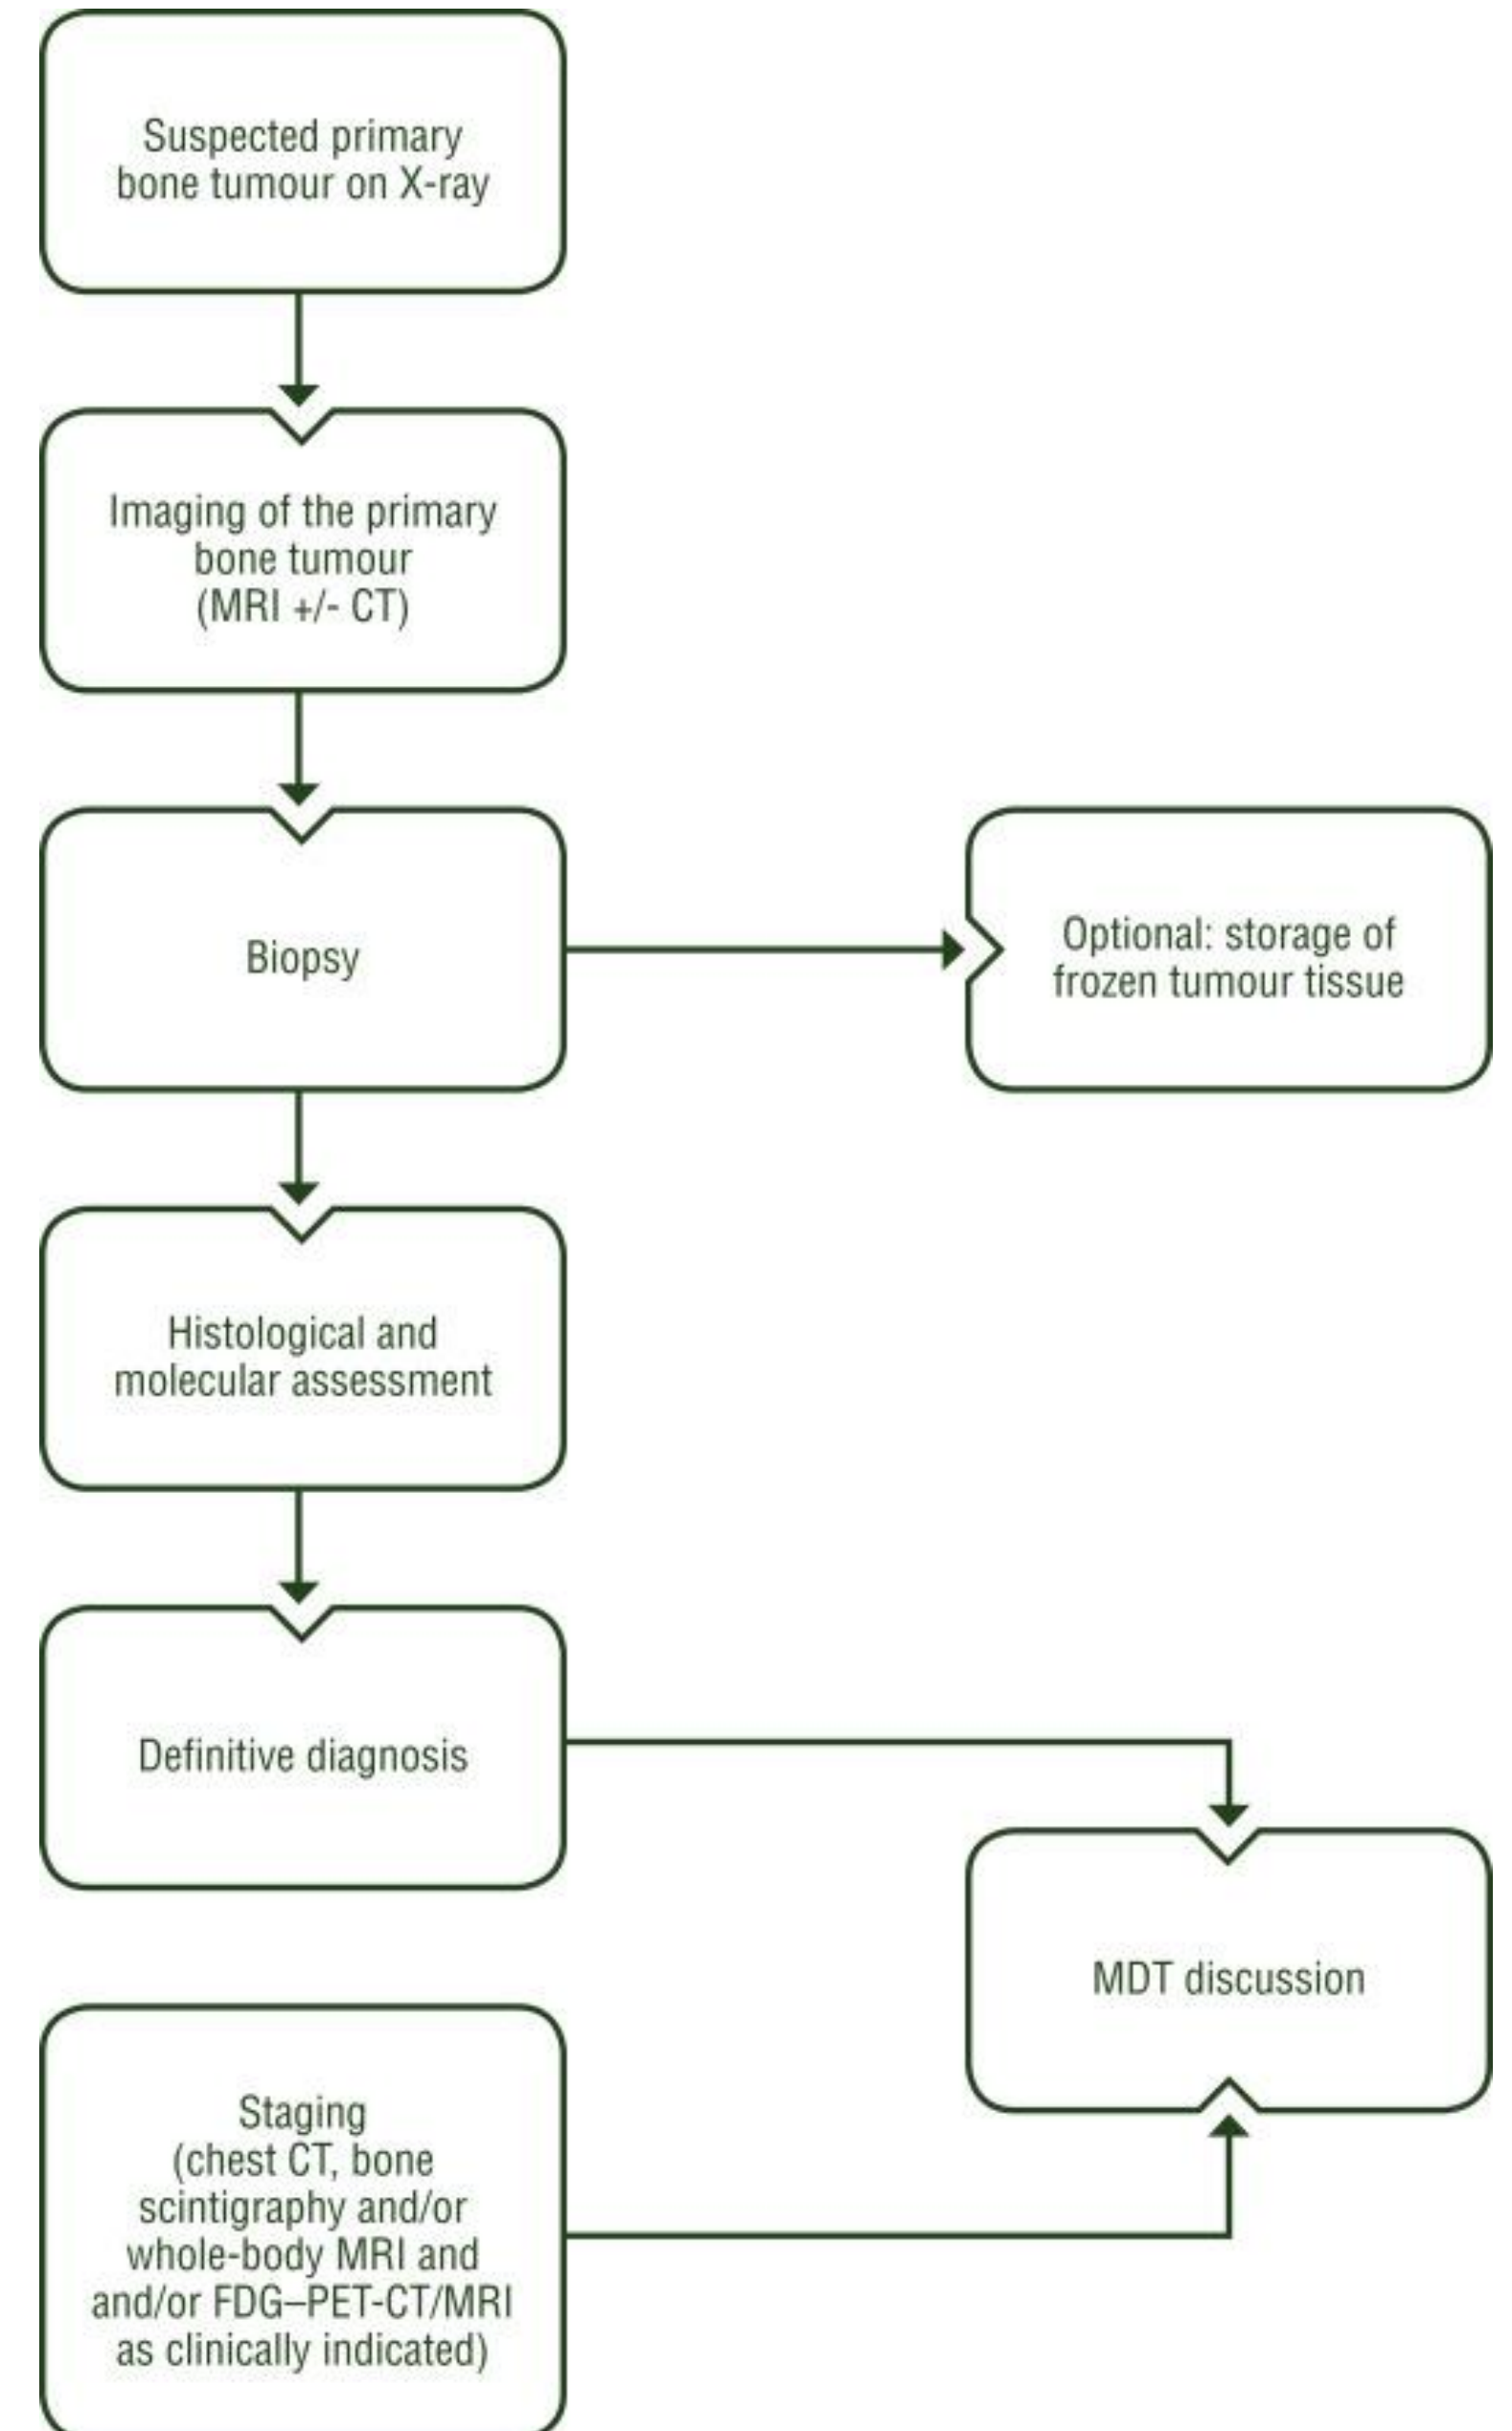 Suspected primary
bone tumour on X-ray
Imaging of the primary
bone tumour
(MRI +/- CT)
Biopsy
Optional: storage of
frozen tumour tissue
Histological and
molecular assessment
Definitive diagnosis
MDT discussion
Staging
(chest CT, bone
scintigraphy and/or
whole-body MRI and
and/or FDG–PET-CT/MRI
as clinically indicated)